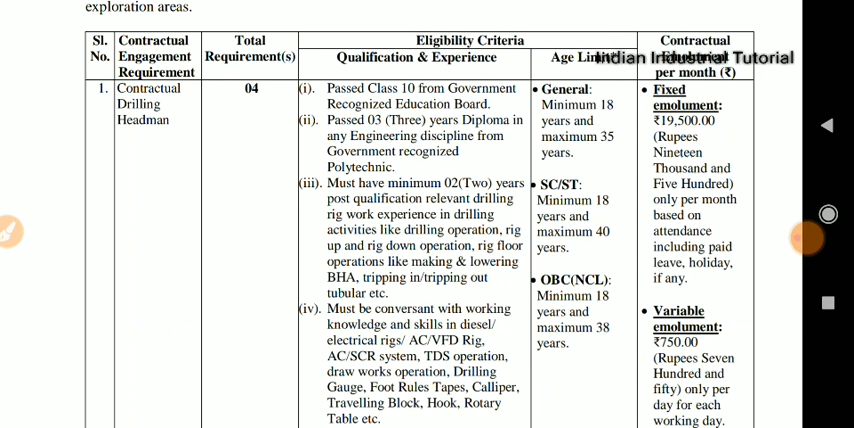 exploration areas.
Sl. No.
Contractual Engagement Requirement
Total Requirement(s)
Eligibility Criteria
Qualification & Experience
Age Limit*
Contractual
per month (₹)
Indian Industrial Tutorial
1.
Contractual
Drilling
Headman
04
(i). Passed Class 10 from Government
Recognized Education Board.
(ii). Passed 03 (Three) years Diploma in
any Engineering discipline from
Government recognized
Polytechnic.
(iii). Must have minimum 02(Two) years
post qualification relevant drilling
rig work experience in drilling
activities like drilling operation, rig
up and rig down operation, rig floor
operations like making & lowering
BHA, tripping in/tripping out
tubular etc.
(iv). Must be conversant with working
knowledge and skills in diesel/
electrical rigs/ AC/VFD Rig,
AC/SCR system, TDS operation,
draw works operation, Drilling
Gauge, Foot Rules Tapes, Calliper,
Travelling Block, Hook, Rotary
Table etc.
• General:
Minimum 18
years and
maximum 35
years.
• SC/ST:
Minimum 18
years and
maximum 40
years.
• OBC(NCL):
Minimum 18
years and
maximum 38
years.
• Fixed
emolument:
₹19,500.00
(Rupees
Nineteen
Thousand and
Five Hundred)
only per month
based on
attendance
including paid
leave, holiday,
if any.
• Variable
emolument:
₹750.00
(Rupees Seven
Hundred and
fifty) only per
day for each
working day.